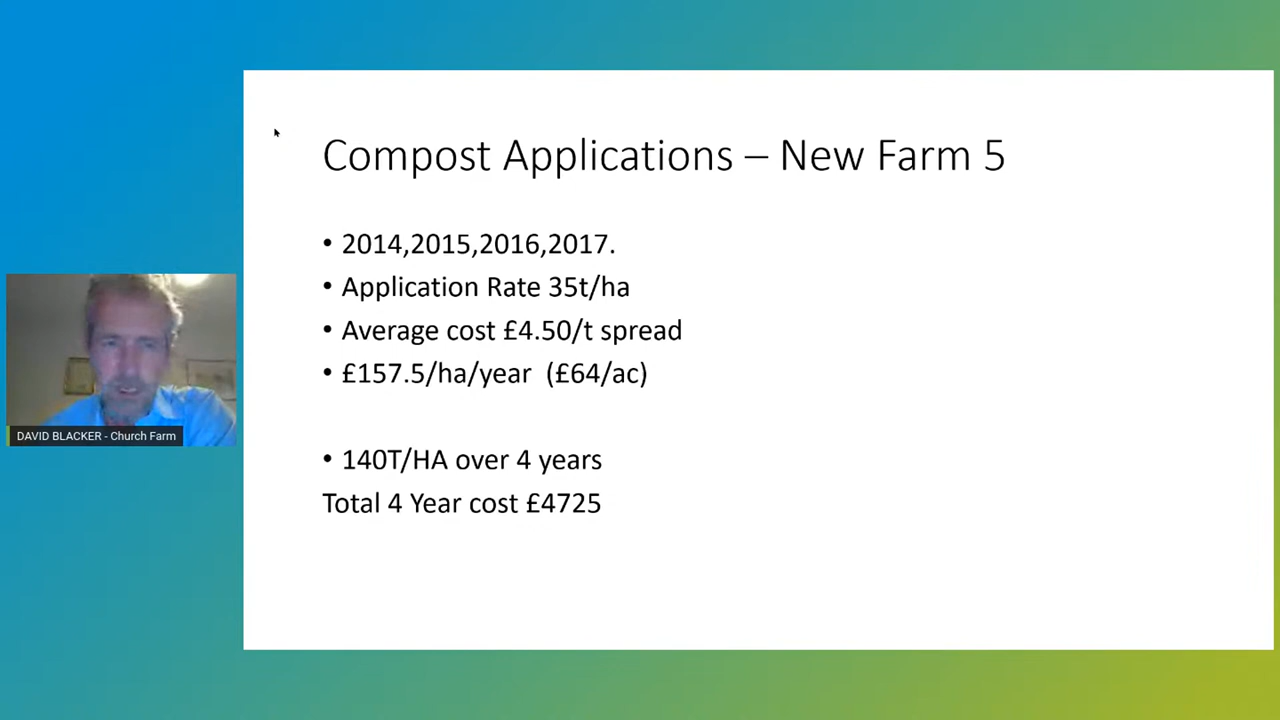 Compost Applications – New Farm 5
• 2014,2015,2016,2017.
• Application Rate 35t/ha
• Average cost £4.50/t spread
• £157.5/ha/year (£64/ac)
• 140T/HA over 4 years
Total 4 Year cost £4725
DAVID BLACKER - Church Farm